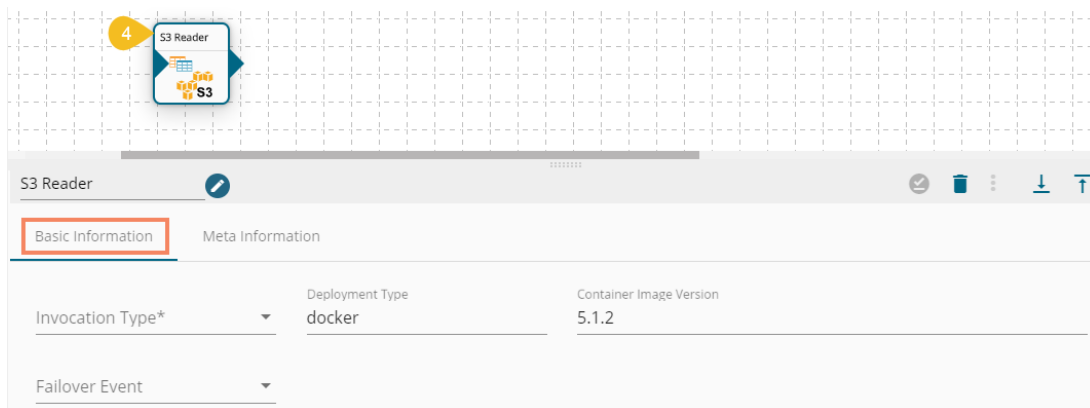 4
S3 Reader
S3
S3 Reader
Basic Information
Meta Information
Invocation Type*
Deployment Type
docker
Container Image Version
5.1.2
Failover Event